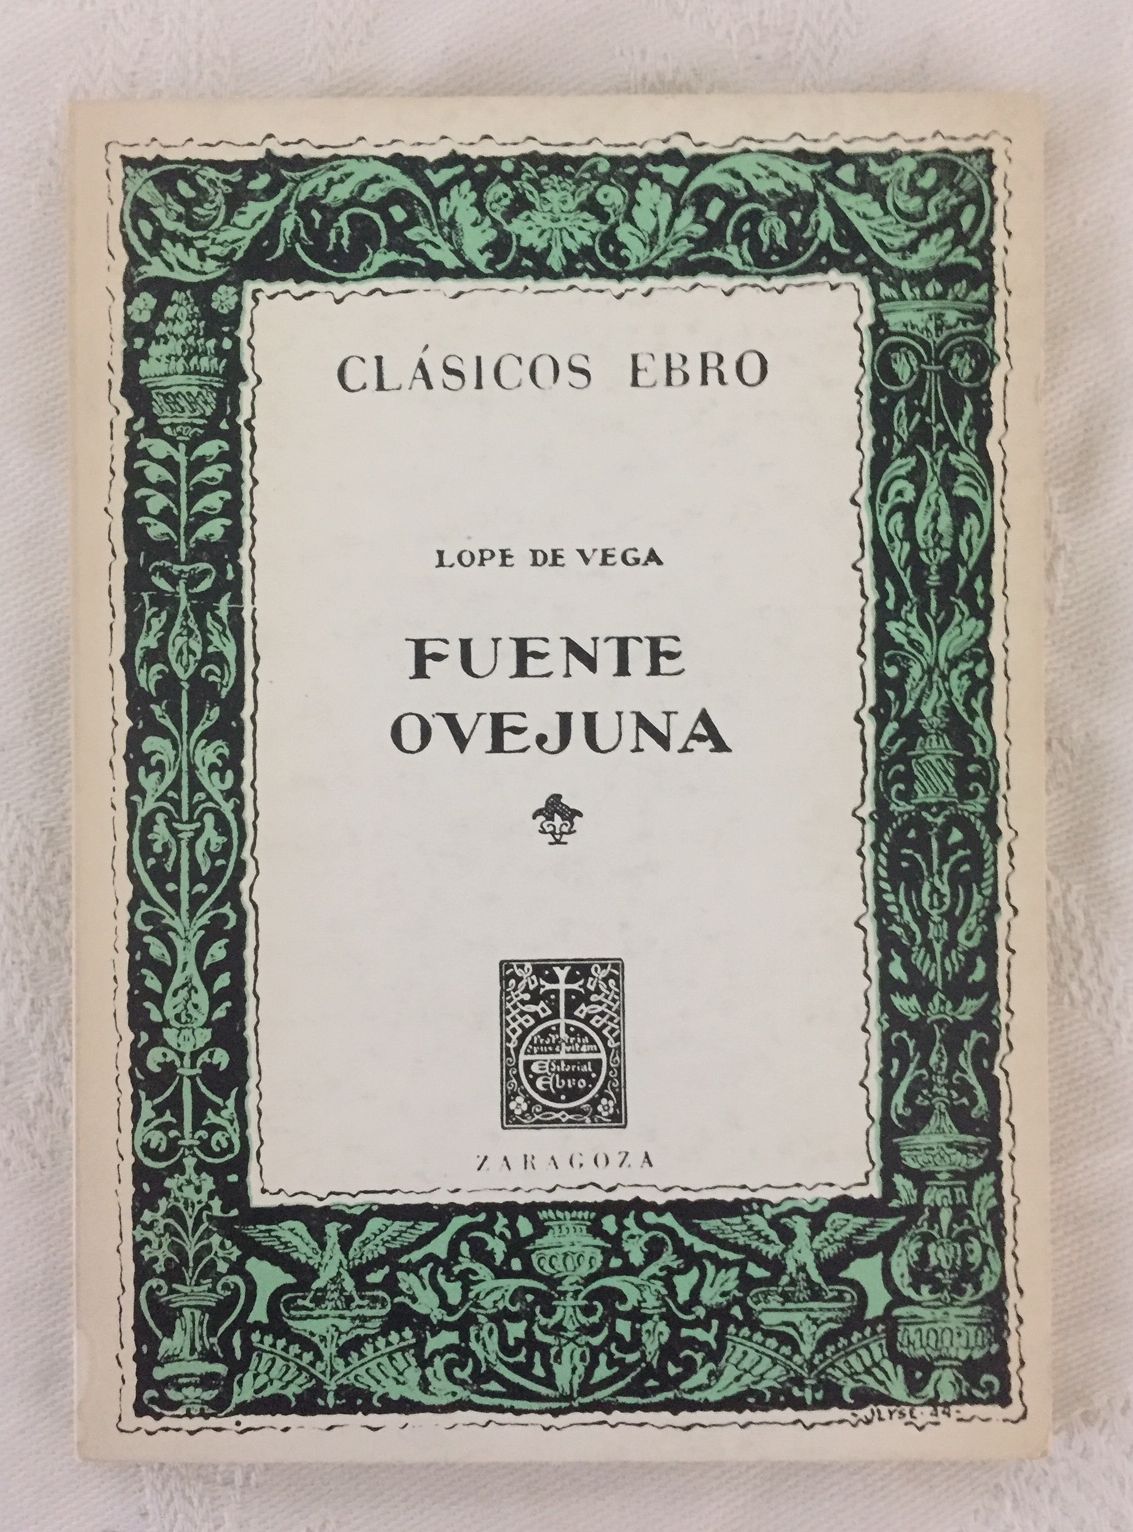 CLÁSICOS EBRO
LOPE DE VEGA
FUENTE
OVEJUNA
Editorial
Ebro.
ZARAGOZA